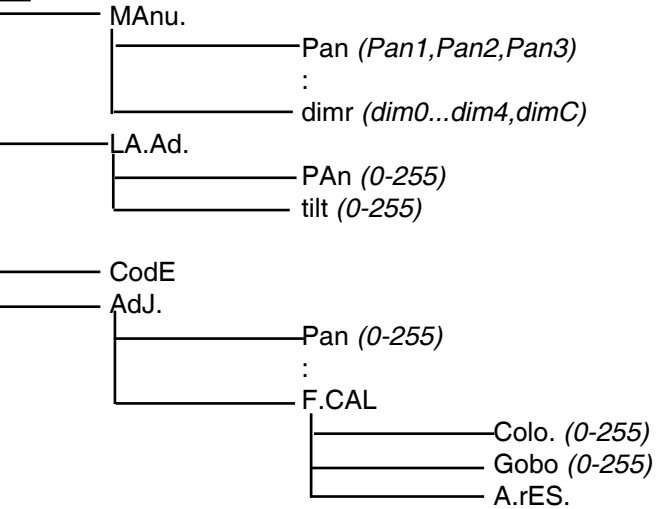 MAnu.
Pan (Pan1,Pan2,Pan3)
:
dimr (dim0...dim4,dimC)
LA.Ad.
PAn (0-255)
tilt (0-255)
CodE
AdJ.
Pan (0-255)
:
F.CAL
Colo. (0-255)
Gobo (0-255)
A.rES.